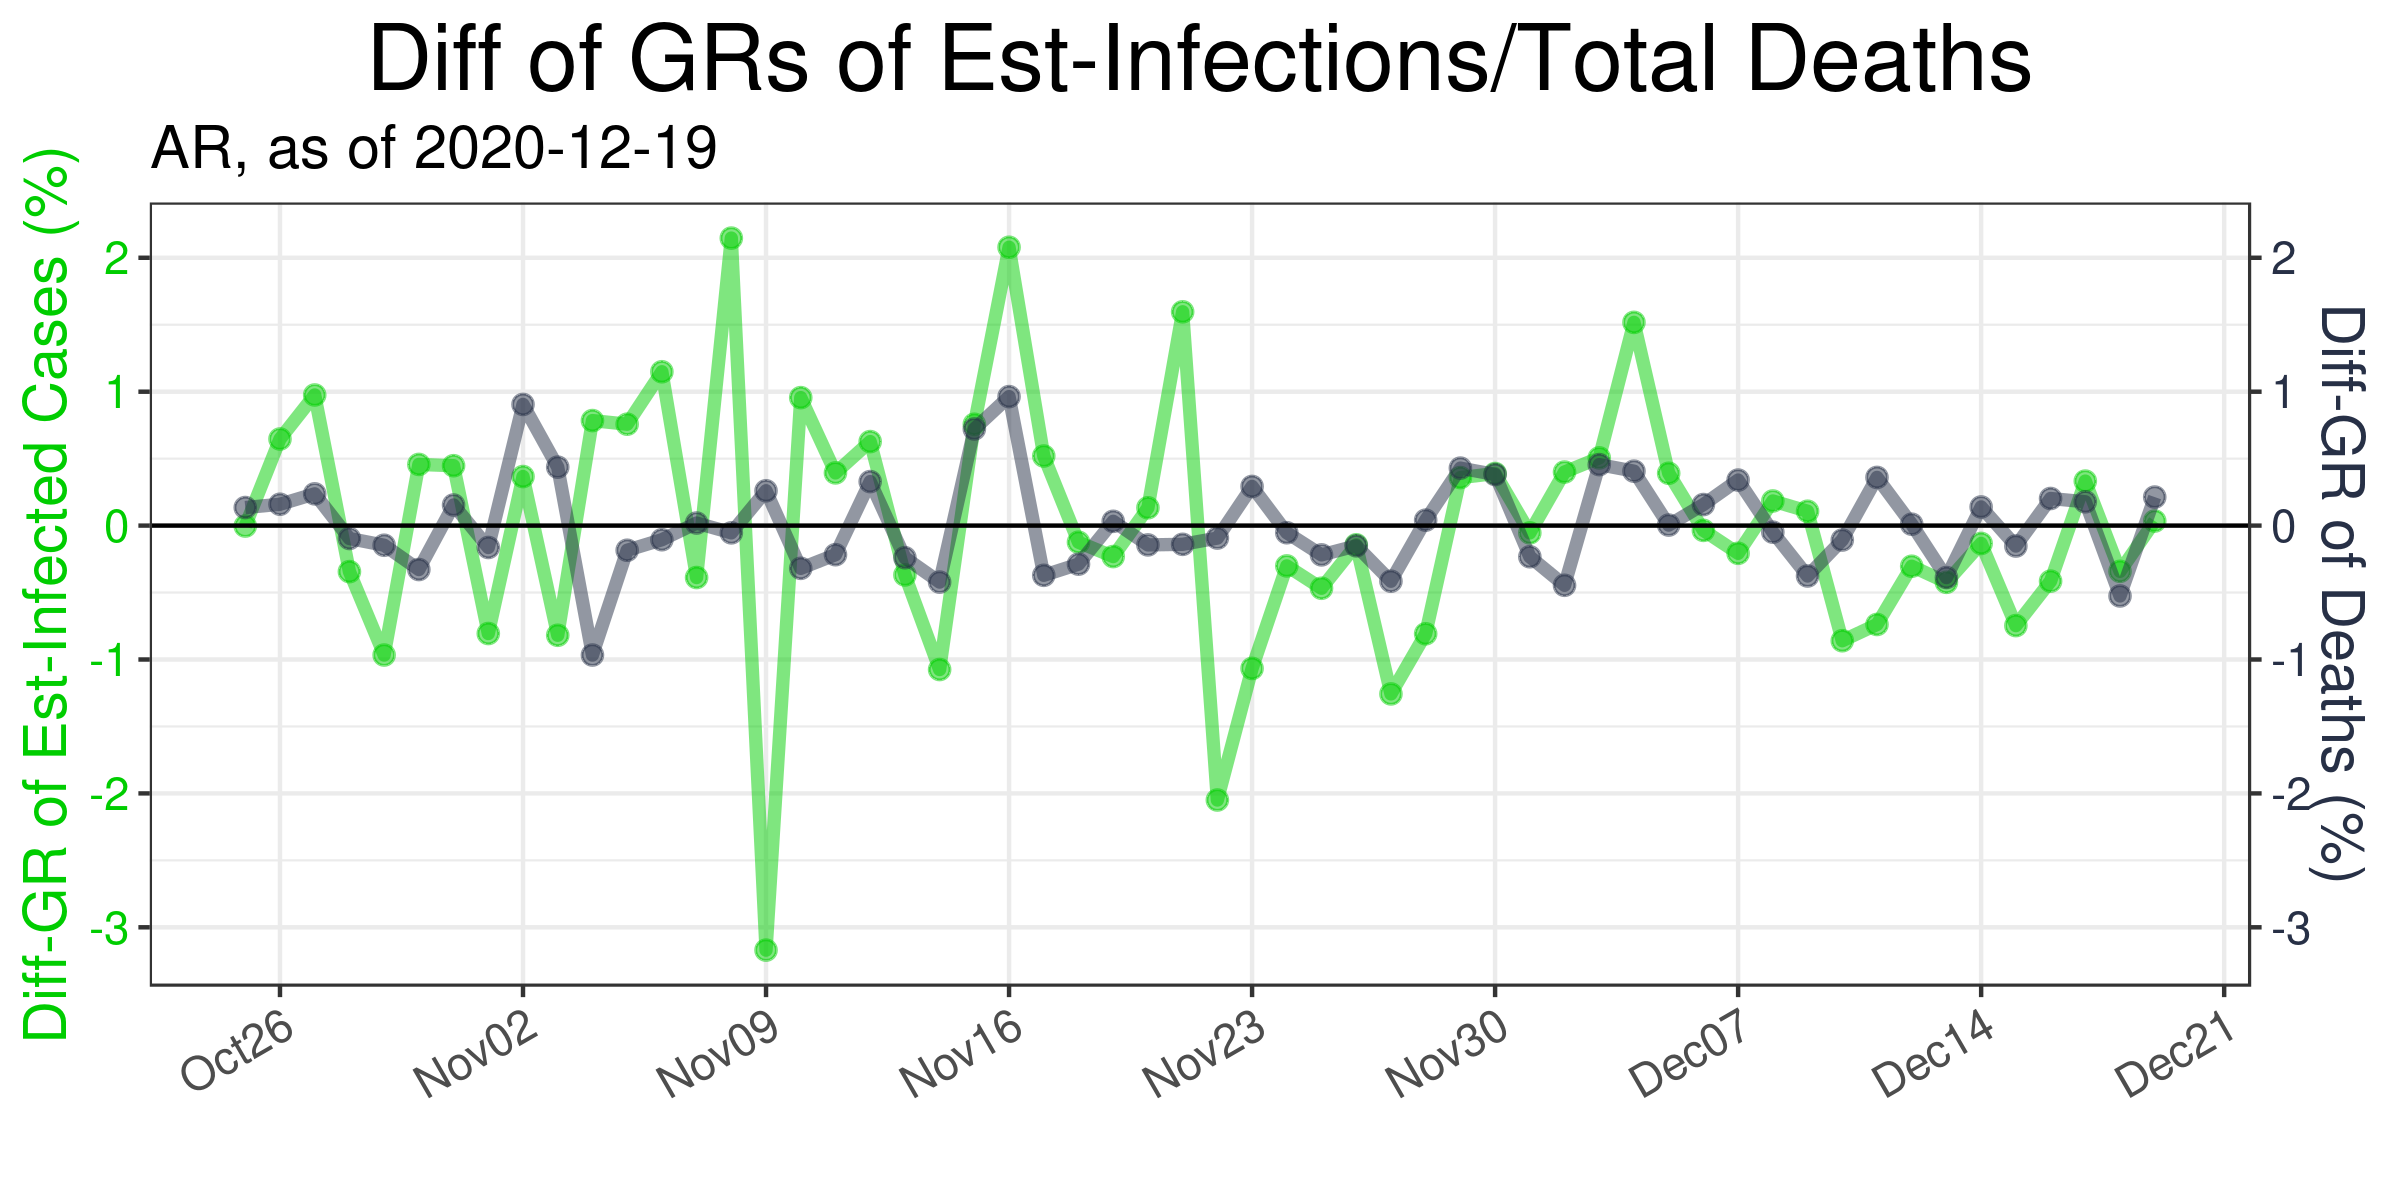 Diff of GRs of Est-Infections/Total Deaths
AR, as of 2020-12-19
Diff-GR of Est-Infected Cases (%)
2
1
0
-1
-2
-3
2
1
0
-1
-2
-3
Diff-GR of Deaths (%)
Oct26
Nov02
Nov09
Nov16
Nov23
Nov30
Dec07
Dec14
Dec21